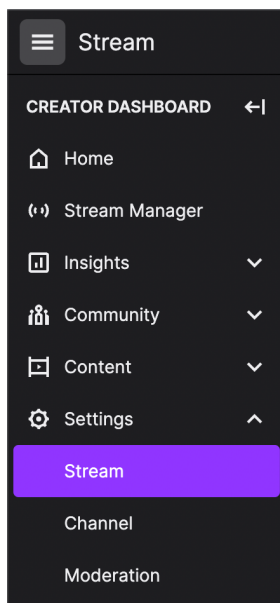 Stream
CREATOR DASHBOARD
Home
Stream Manager
Insights
Community
Content
Settings
Stream
Channel
Moderation